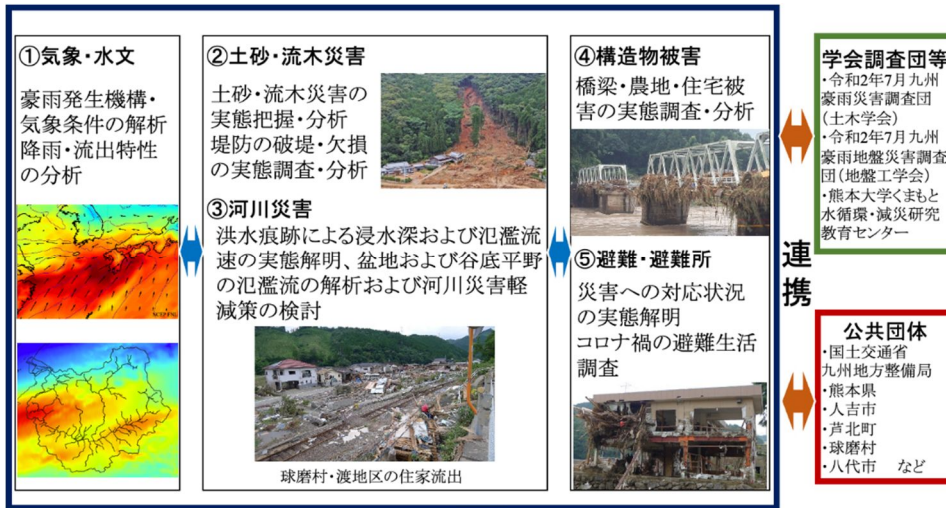 ①気象・水文
豪雨発生機構・
気象条件の解析
降雨・流出特性
の分析
②土砂・流木災害
土砂・流木災害の
実態把握・分析
堤防の破堤・欠損
の実態調査・分析
③河川災害
洪水痕跡による浸水深および氾濫流
速の実態解明、盆地および谷底平野
の氾濫流の解析および河川災害軽
減策の検討
球磨村・渡地区の住家流出
④構造物被害
橋梁・農地・住宅被
害の実態調査・分析
⑤避難・避難所
災害への対応状況
の実態解明
コロナ禍の避難生活
調査
連携
学会調査団等
・令和2年7月九州
豪雨災害調査団
(土木学会)
・令和2年7月九州
豪雨地盤災害調査
団(地盤工学会)
・熊本大学くまもと
水循環・減災研究
教育センター
公共団体
・国土交通省
九州地方整備局
・熊本県
・人吉市
・芦北町
・球磨村
・八代市 など